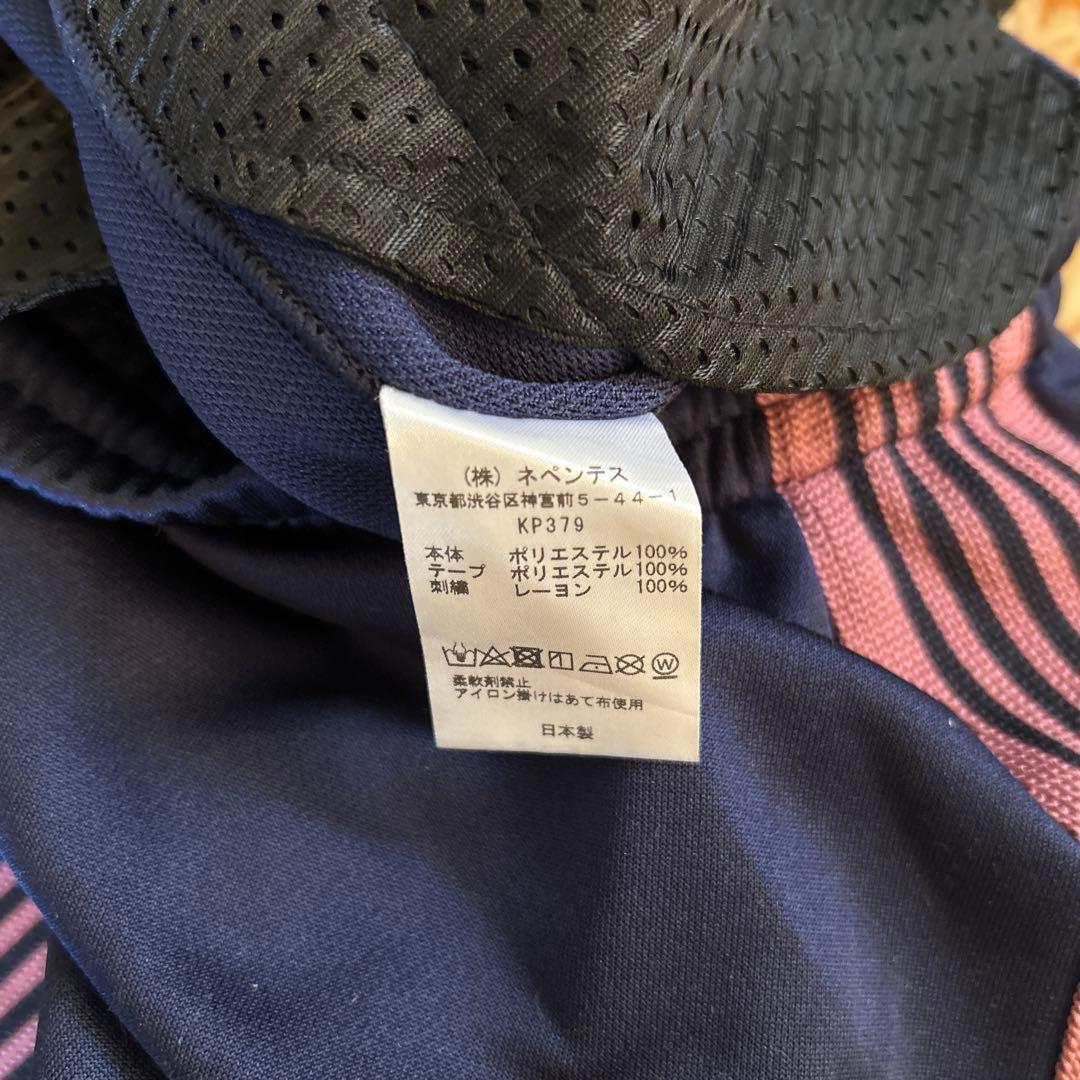 (株) ネペンテス
東京都渋谷区神宮前5-44-1
KP379
本体 ポリエステル100%
テープ ポリエステル100%
刺繍 レーヨン 100%
W
柔軟剤禁止
アイロン掛けはあて布使用
日本製